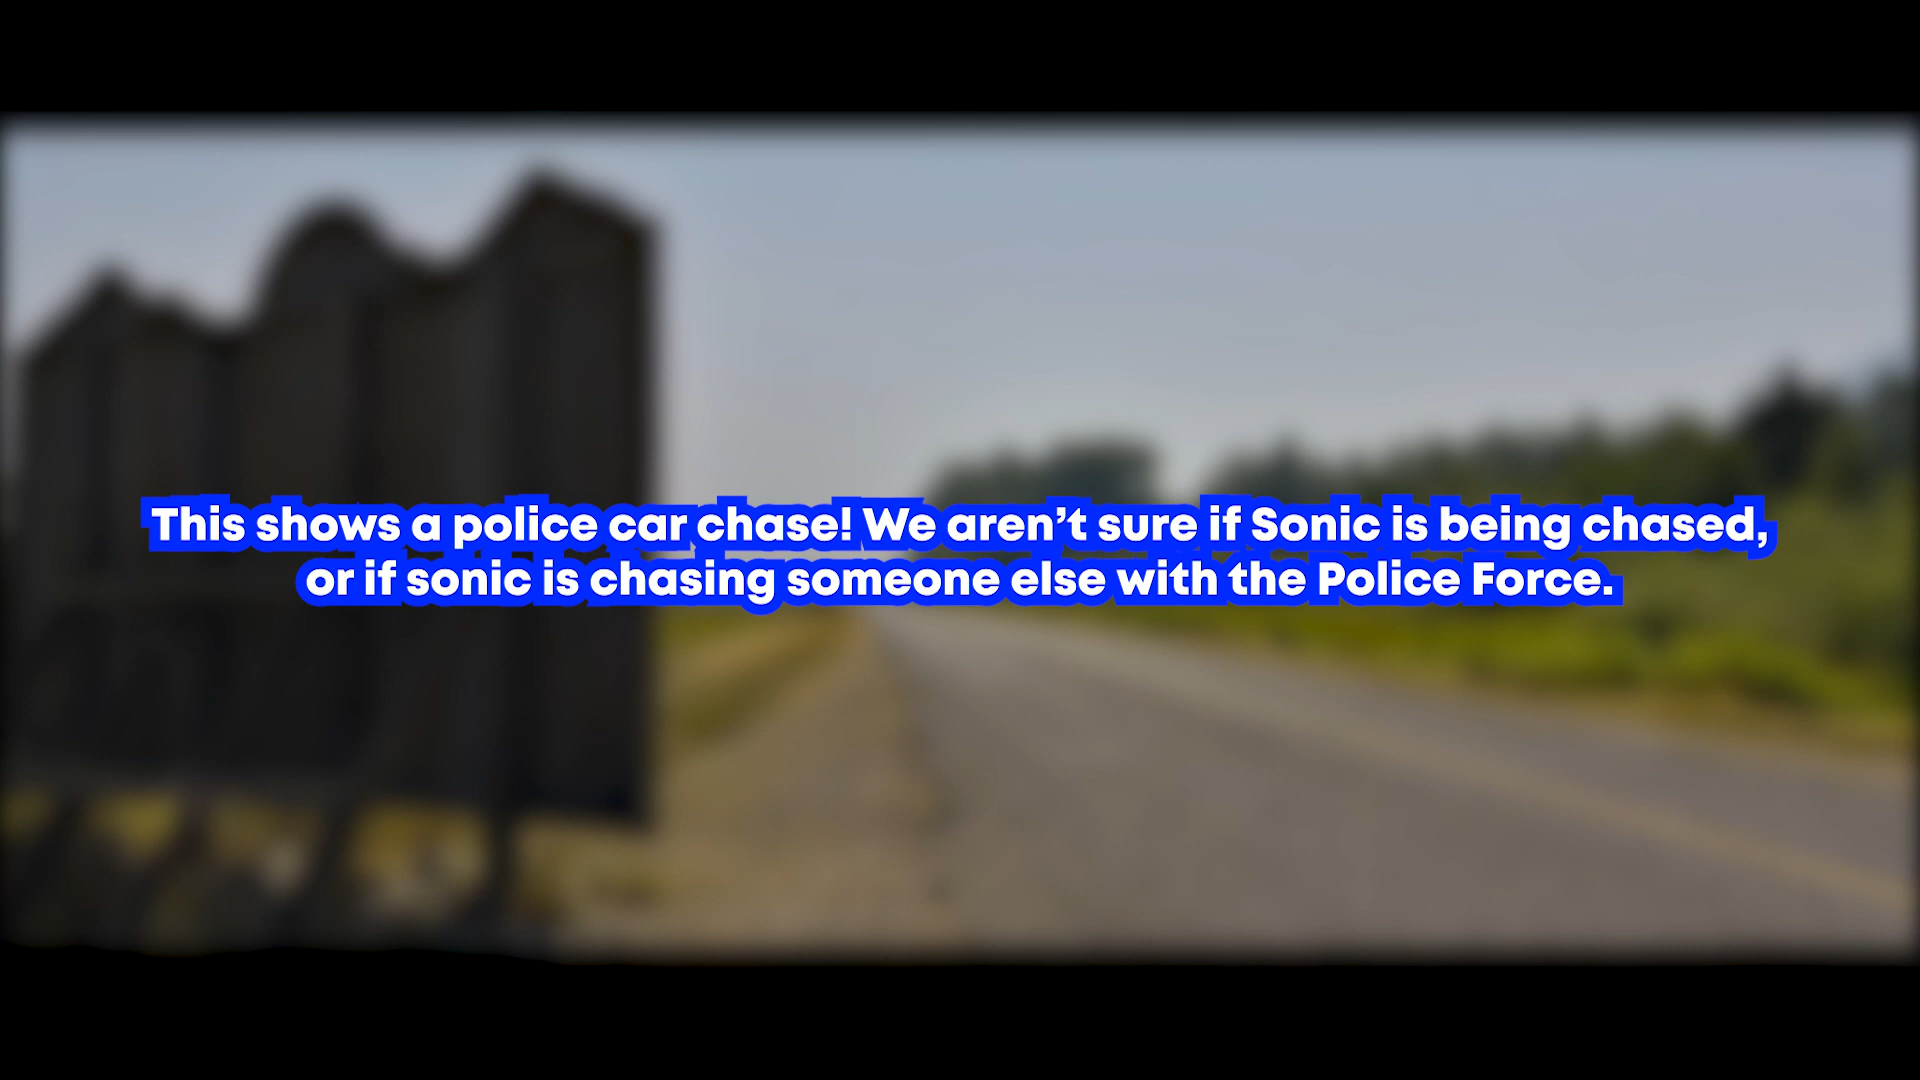 This shows a police car chase! We aren’t sure if Sonic is being chased,
or if sonic is chasing someone else with the Police Force.